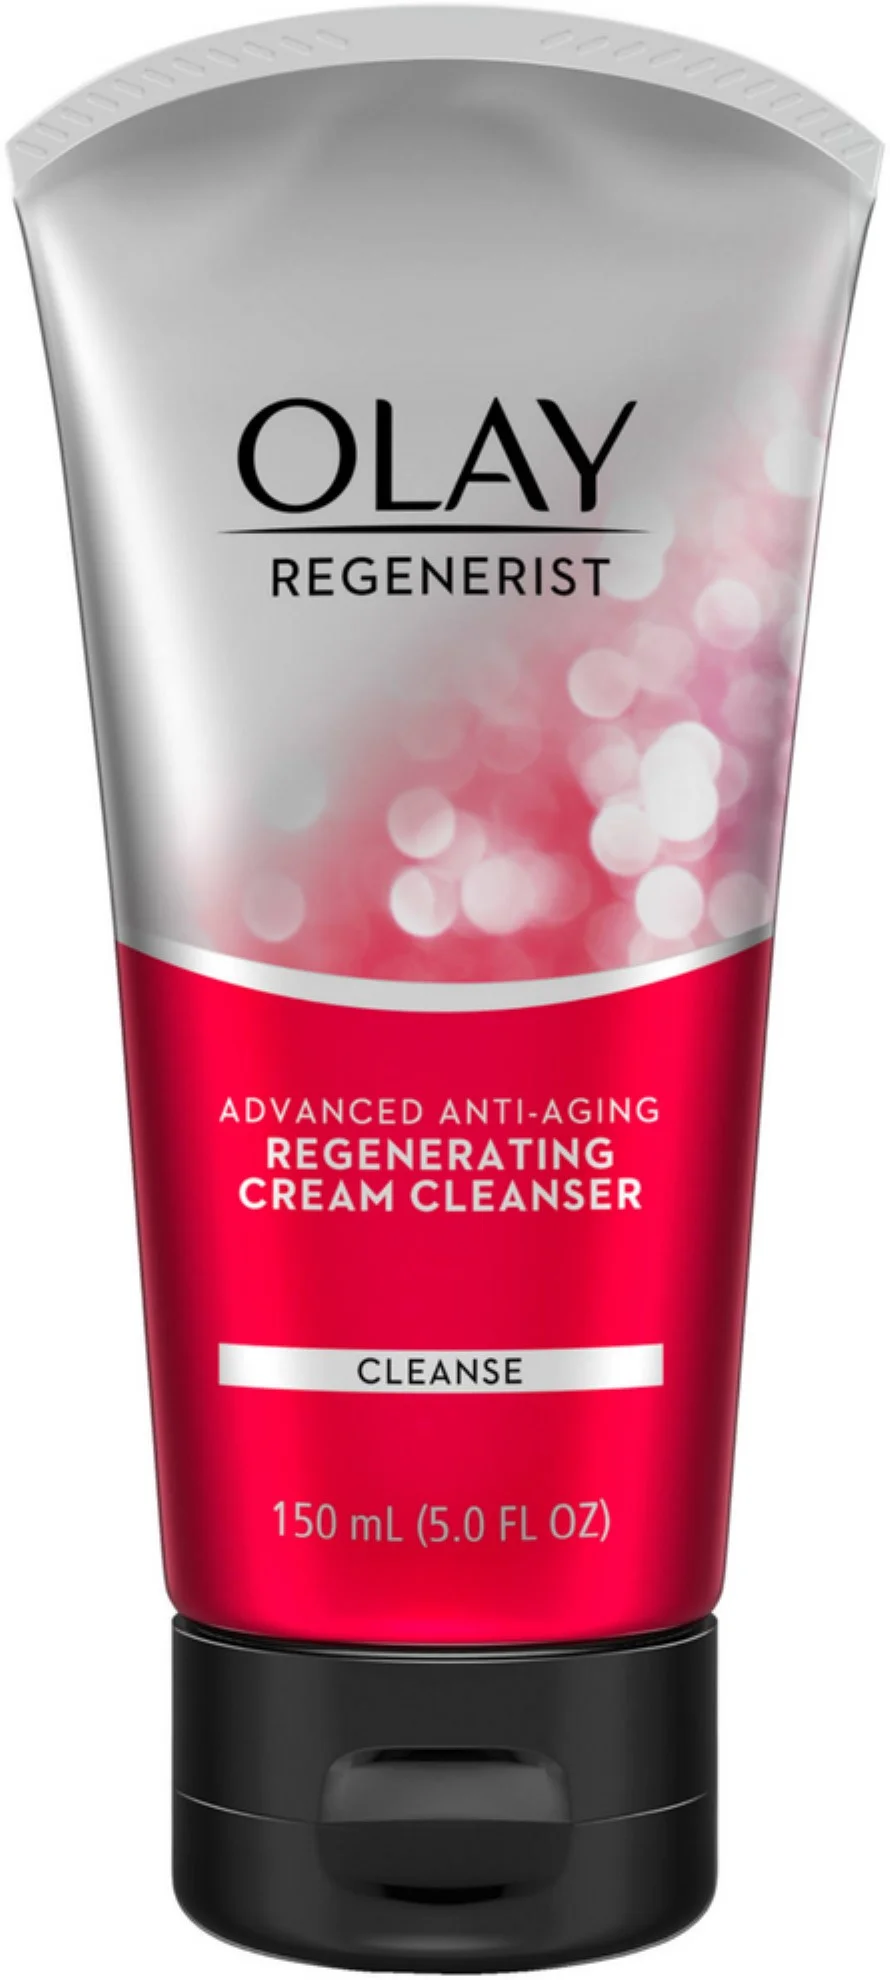 OLAY
REGENERIST
ADVANCED ANTI-AGING
REGENERATING
CREAM CLEANSER
CLEANSE
150 mL (5.0 FL OZ)